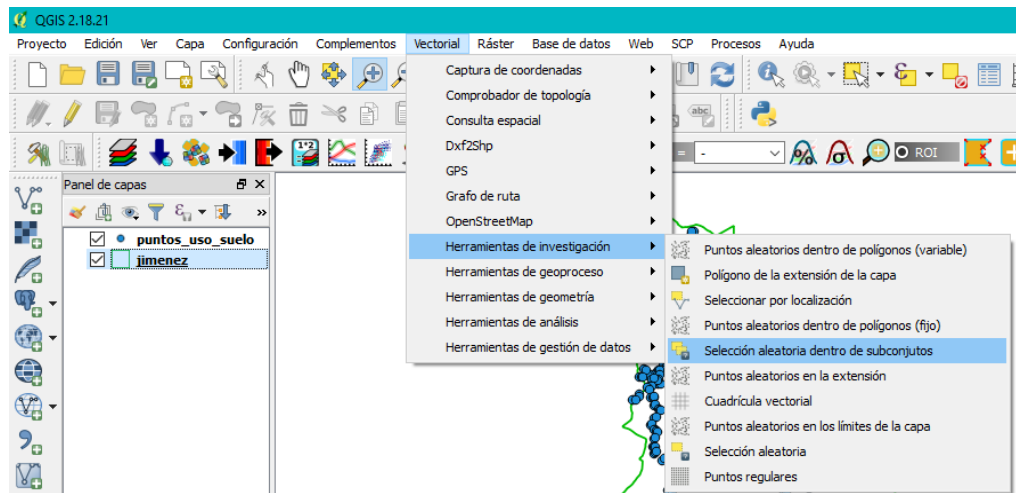 QGIS 2.18.21
Proyecto Edición Ver Capa Configuración Complementos Vectorial Ráster Base de datos Web SCP Procesos Ayuda
Captura de coordenadas
Comprobador de topología
Consulta espacial
abc
Dxf2Shp
1*2
= - ROI
GPS
Panel de capas
Grafo de ruta
OpenStreetMap
puntos_uso_suelo
jimenez
Herramientas de investigación
Herramientas de geoproceso
Herramientas de geometría
Herramientas de análisis
Herramientas de gestión de datos
Puntos aleatorios dentro de polígonos (variable)
Polígono de la extensión de la capa
Seleccionar por localización
Puntos aleatorios dentro de polígonos (fijo)
Selección aleatoria dentro de subconjutos
Puntos aleatorios en la extensión
Cuadrícula vectorial
Puntos aleatorios en los límites de la capa
Selección aleatoria
Puntos regulares